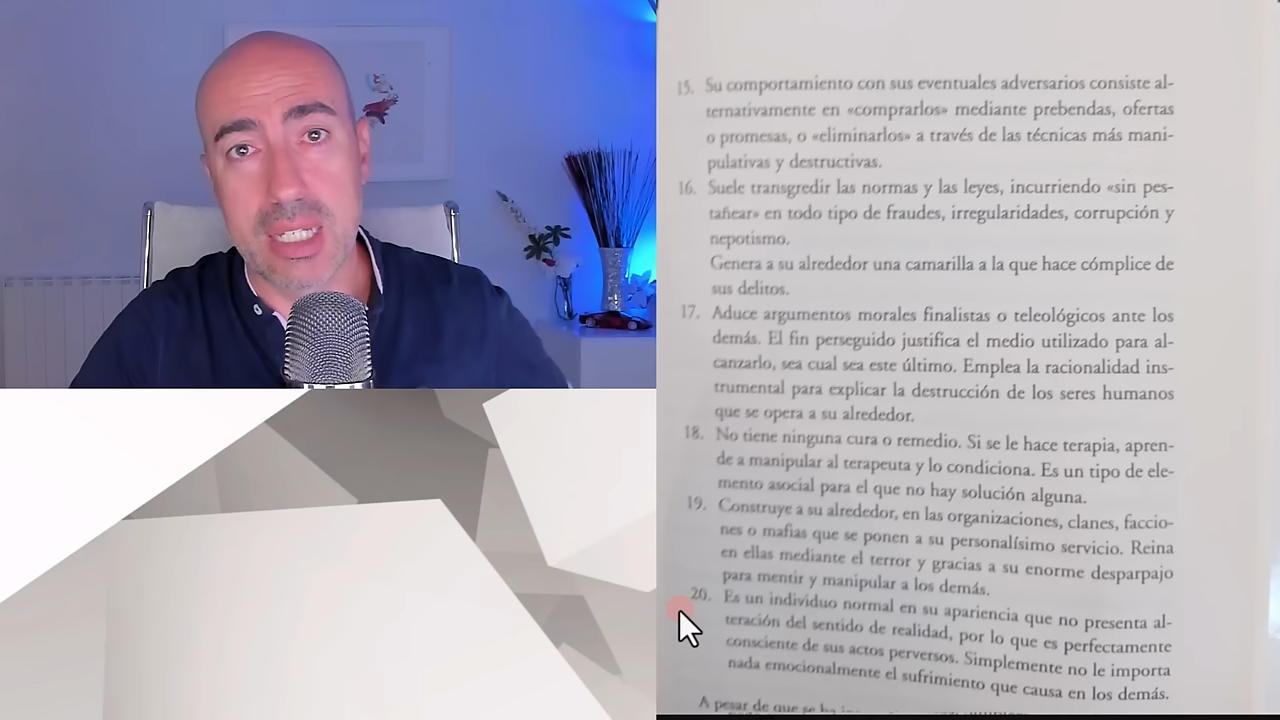 15. Su comportamiento con sus eventuales adversarios consiste al-
ternativamente en «comprarlos» mediante prebendas, ofertas
o promesas, o «eliminarlos» a través de las técnicas más mani-
pulativas y destructivas.
16. Suele transgredir las normas y las leyes, incurriendo «sin pes-
tañear» en todo tipo de fraudes, irregularidades, corrupción y
nepotismo.
Genera a su alrededor una camarilla a la que hace cómplice de
sus delitos.
17. Aduce argumentos morales finalistas o teleológicos ante los
demás. El fin perseguido justifica el medio utilizado para al-
canzarlo, sea cual sea este último. Emplea la racionalidad ins-
trumental para explicar la destrucción de los seres humanos
que se opera a su alrededor.
18. No tiene ninguna cura o remedio. Si se le hace terapia, apren-
de a manipular al terapeuta y lo condiciona. Es un tipo de ele-
mento asocial para el que no hay solución alguna.
19. Construye a su alrededor, en las organizaciones, clanes, faccio-
nes o mafias que se ponen a su personalísimo servicio. Reina
en ellas mediante el terror y gracias a su enorme desparpajo
para mentir y manipular a los demás.
20. Es un individuo normal en su apariencia que no presenta al-
teración del sentido de realidad, por lo que es perfectamente
consciente de sus actos perversos. Simplemente no le importa
nada emocionalmente el sufrimiento que causa en los demás.
A pesar de que se ha